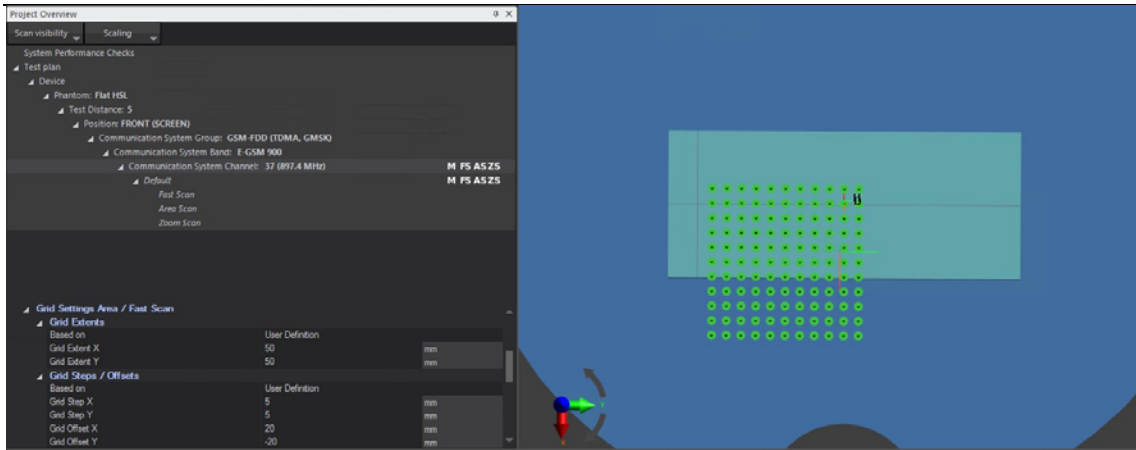 Project Overview
Scan visibility Scaling
System Performance Checks
Test plan
Device
Phantom: Flat HSL
Test Distance: 5
Position: FRONT (SCREEN)
Communication System Group: GSM-FDD (TDMA, GMSK)
Communication System Band: E-GSM 900
Communication System Channel: 37 (897.4 MHz) M FS AS ZS
Default M FS AS ZS
Fast Scan
Area Scan
Zoom Scan
Grid Settings Area / Fast Scan
Grid Extents
Based on User Definition
Grid Extent X 50 mm
Grid Extent Y 50 mm
Grid Steps / Offsets
Based on User Definition
Grid Step X 5 mm
Grid Step Y 5 mm
Grid Offset X 20 mm
Grid Offset Y -20 mm